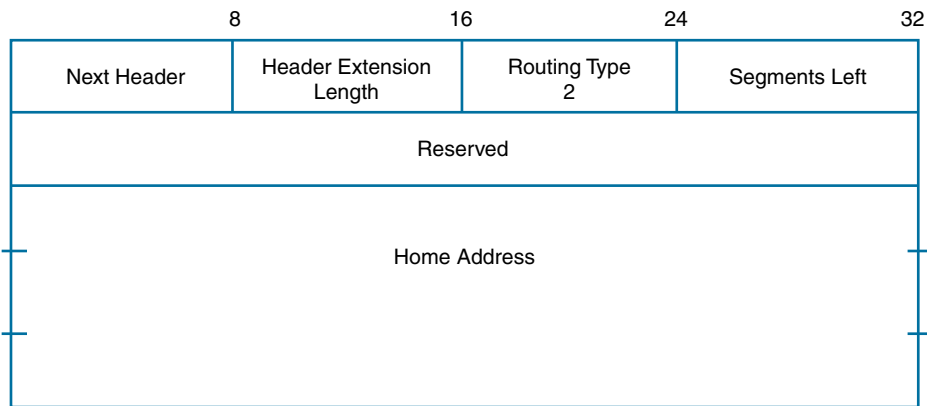 8 16 24 32
Next Header
Header Extension
Length
Routing Type
2
Segments Left
Reserved
Home Address